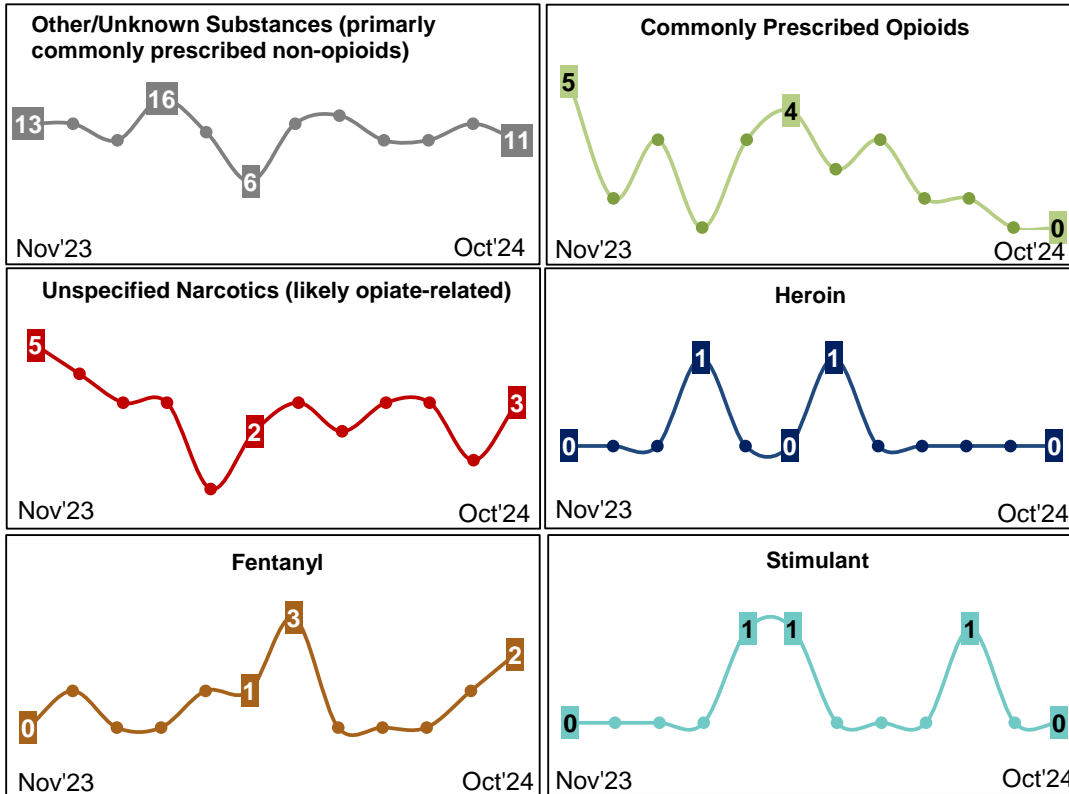 Other/Unknown Substances (primarly
commonly prescribed non-opioids)
13
16
6
11
Nov'23
Oct'24
Commonly Prescribed Opioids
5
4
0
Nov'23
Oct'24
Unspecified Narcotics (likely opiate-related)
5
2
3
Nov'23
Oct'24
Heroin
0
1
0
1
0
Nov'23
Oct'24
Fentanyl
0
1
3
2
Nov'23
Oct'24
Stimulant
0
1
1
1
0
Nov'23
Oct'24